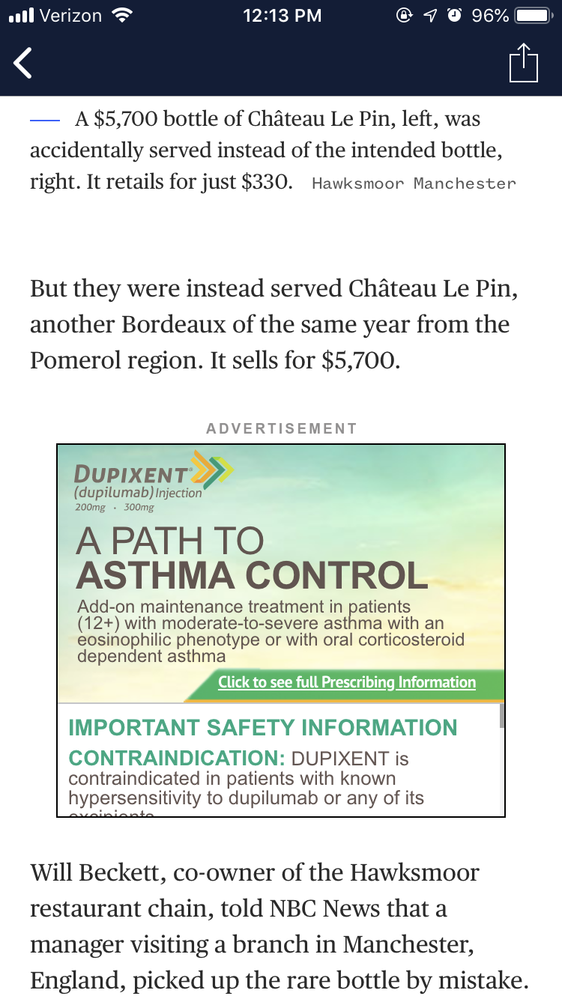 Verizon 12:13 PM 96%
A $5,700 bottle of Château Le Pin, left, was
accidentally served instead of the intended bottle,
right. It retails for just $330. Hawksmoor Manchester
But they were instead served Château Le Pin,
another Bordeaux of the same year from the
Pomerol region. It sells for $5,700.
ADVERTISEMENT
DUPIXENT®
(dupilumab) Injection
200mg · 300mg
A PATH TO
ASTHMA CONTROL
Add-on maintenance treatment in patients
(12+) with moderate-to-severe asthma with an
eosinophilic phenotype or with oral corticosteroid
dependent asthma
Click to see full Prescribing Information
IMPORTANT SAFETY INFORMATION
CONTRAINDICATION: DUPIXENT is
contraindicated in patients with known
hypersensitivity to dupilumab or any of its
excipients
Will Beckett, co-owner of the Hawksmoor
restaurant chain, told NBC News that a
manager visiting a branch in Manchester,
England, picked up the rare bottle by mistake.